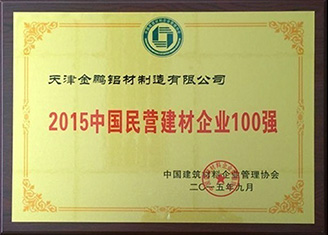 天津金鹏铝材制造有限公司
2015中国民营建材企业100强
中国建筑材料企业管理协会
二〇一五年九月